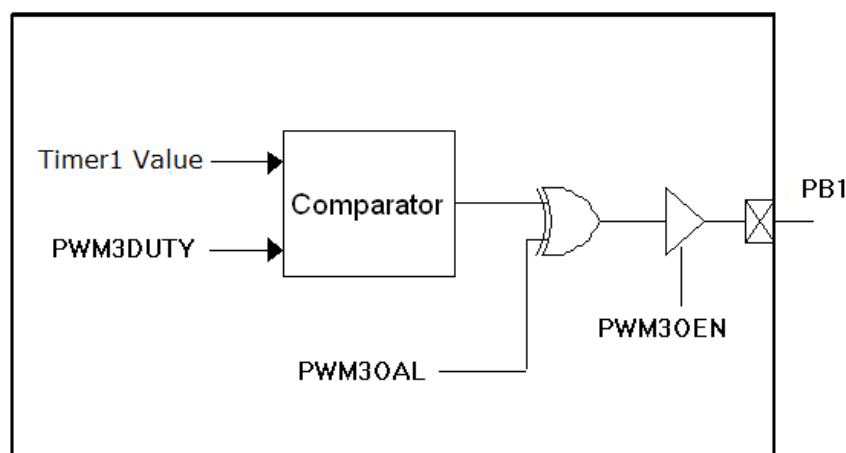 Timer1 Value
Comparator
PB1
PWM3DUTY
PWM3OEN
PWM3OAL